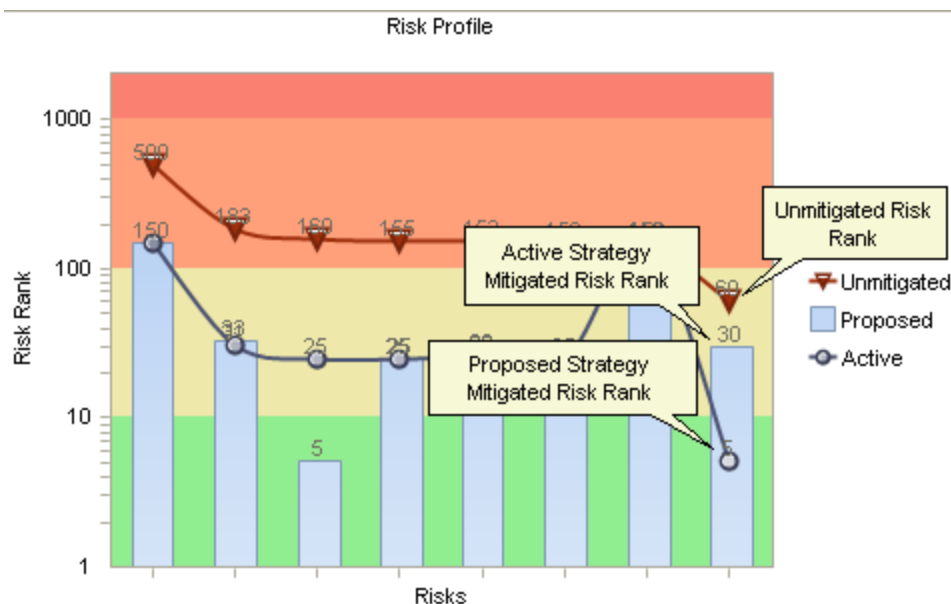 Risk Profile
1000
100
10
1
Risk Rank
500
150
183
33
160
25
5
155
25
60
30
5
Active Strategy
Mitigated Risk Rank
Proposed Strategy
Mitigated Risk Rank
Unmitigated Risk
Rank
Unmitigated
Proposed
Active
Risks